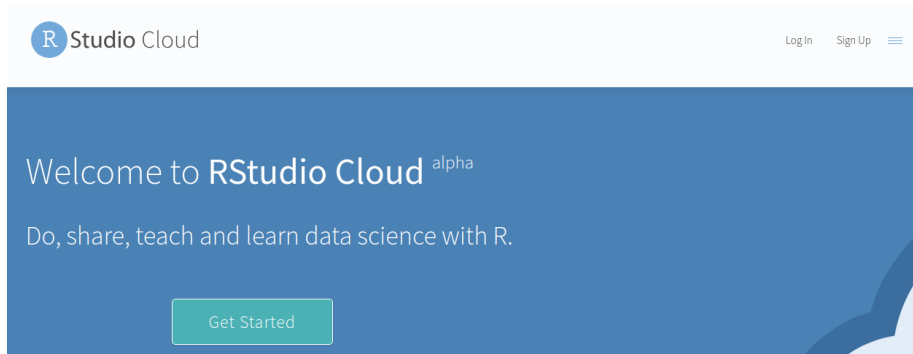 R Studio Cloud
Log In Sign Up
Welcome to RStudio Cloud alpha
Do, share, teach and learn data science with R.
Get Started